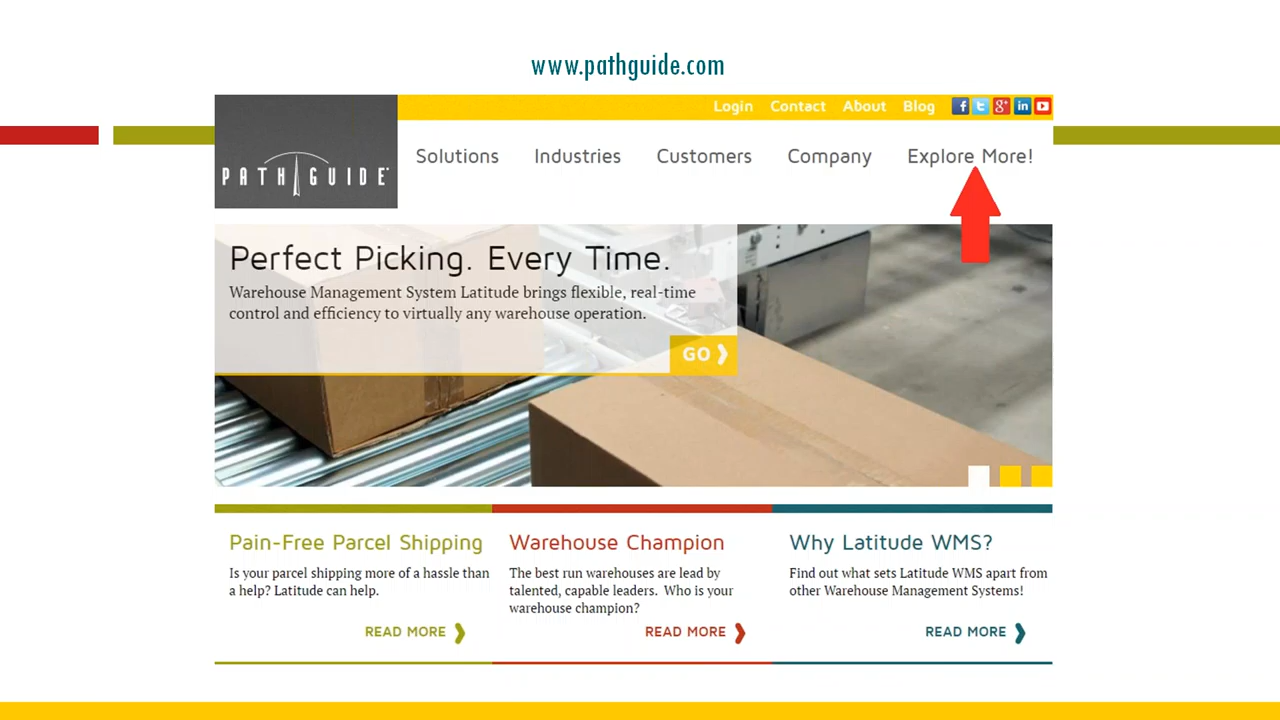 www.pathguide.com
Login Contact About Blog
PATHGUIDE
Solutions Industries Customers Company Explore More!
Perfect Picking. Every Time.
Warehouse Management System Latitude brings flexible, real-time
control and efficiency to virtually any warehouse operation.
GO
Pain-Free Parcel Shipping
Is your parcel shipping more of a hassle than
a help? Latitude can help.
READ MORE
Warehouse Champion
The best run warehouses are lead by
talented, capable leaders. Who is your
warehouse champion?
READ MORE
Why Latitude WMS?
Find out what sets Latitude WMS apart from
other Warehouse Management Systems!
READ MORE